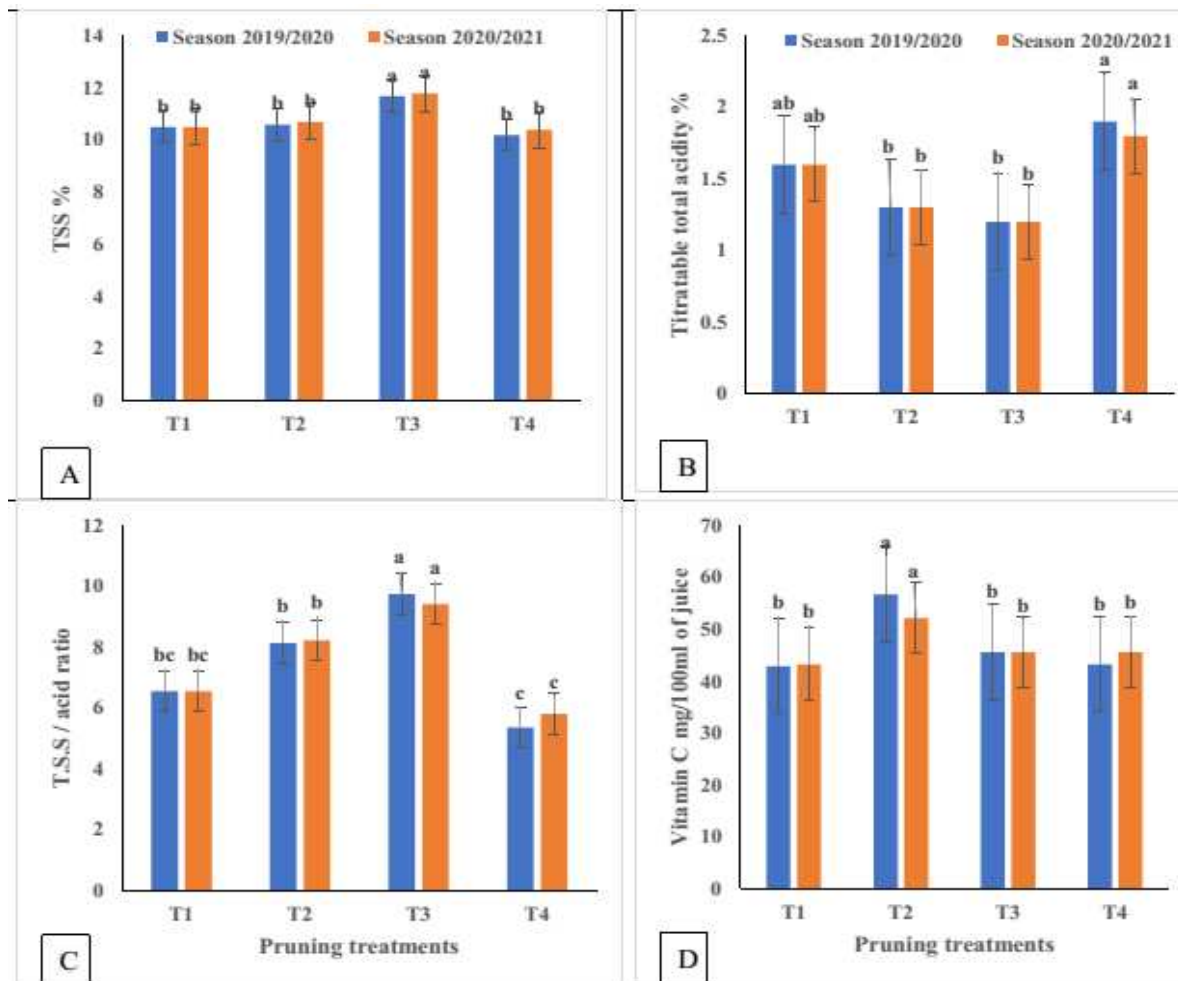 Season 2019/2020 Season 2020/2021
14
12
10
8
6
4
2
0
TSS %
b b h b a a b b
T1 T2 T3 T4
A
Season 2019/2020 Season 2020/2021
2.5
2
1.5
1
0.5
0
Titratable total acidity %
ab ab b b b b a a
T1 T2 T3 T4
B
12
10
8
6
4
2
0
T.S.S / acid ratio
bc bc b b a a c c
T1 T2 T3 T4
Pruning treatments
C
70
60
50
40
30
20
10
0
Vitamin C mg/100ml of juice
b b a a b b b b
T1 T2 T3 T4
Pruning treatments
D